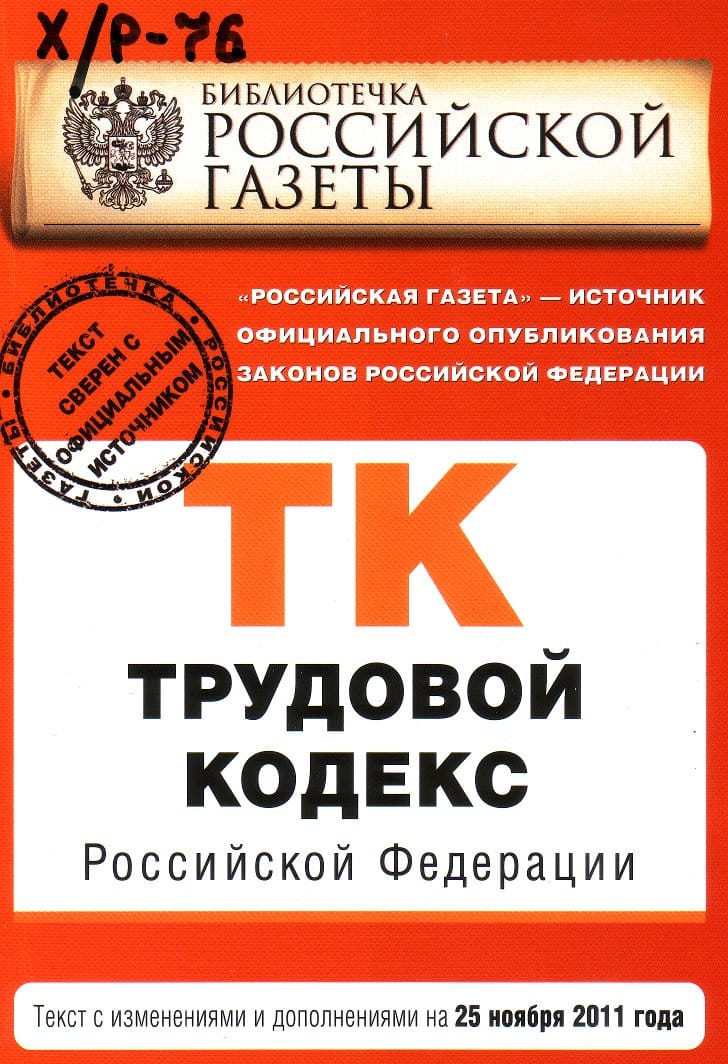 Х/Р-76
БИБЛИОТЕЧКА
РОССИЙСКОЙ
ГАЗЕТЫ
«РОССИЙСКАЯ ГАЗЕТА» — ИСТОЧНИК
ОФИЦИАЛЬНОГО ОПУБЛИКОВАНИЯ
ЗАКОНОВ РОССИЙСКОЙ ФЕДЕРАЦИИ
БИБЛИОТЕЧКА • РОССИЙСКОЙ • ГАЗЕТЫ •
ТЕКСТ
СВЕРЕН С
ОФИЦИАЛЬНЫМ
ИСТОЧНИКОМ
ТК
ТРУДОВОЙ
КОДЕКС
Российской Федерации
Текст с изменениями и дополнениями на 25 ноября 2011 года